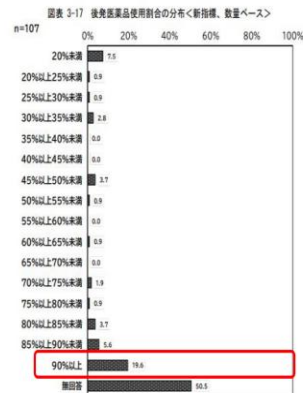 図表 3-17 後発医薬品使用割合の分布<新指標、数量ベース>
n=107
0% 20% 40% 60% 80% 100%
20%未満 7.5
20%以上25%未満 0.9
25%以上30%未満 0.9
30%以上35%未満 2.8
35%以上40%未満 0.0
40%以上45%未満 0.0
45%以上50%未満 3.7
50%以上55%未満 0.9
55%以上60%未満 0.0
60%以上65%未満 0.9
65%以上70%未満 0.0
70%以上75%未満 1.9
75%以上80%未満 0.9
80%以上85%未満 3.7
85%以上90%未満 5.6
90%以上 19.6
無回答 50.5